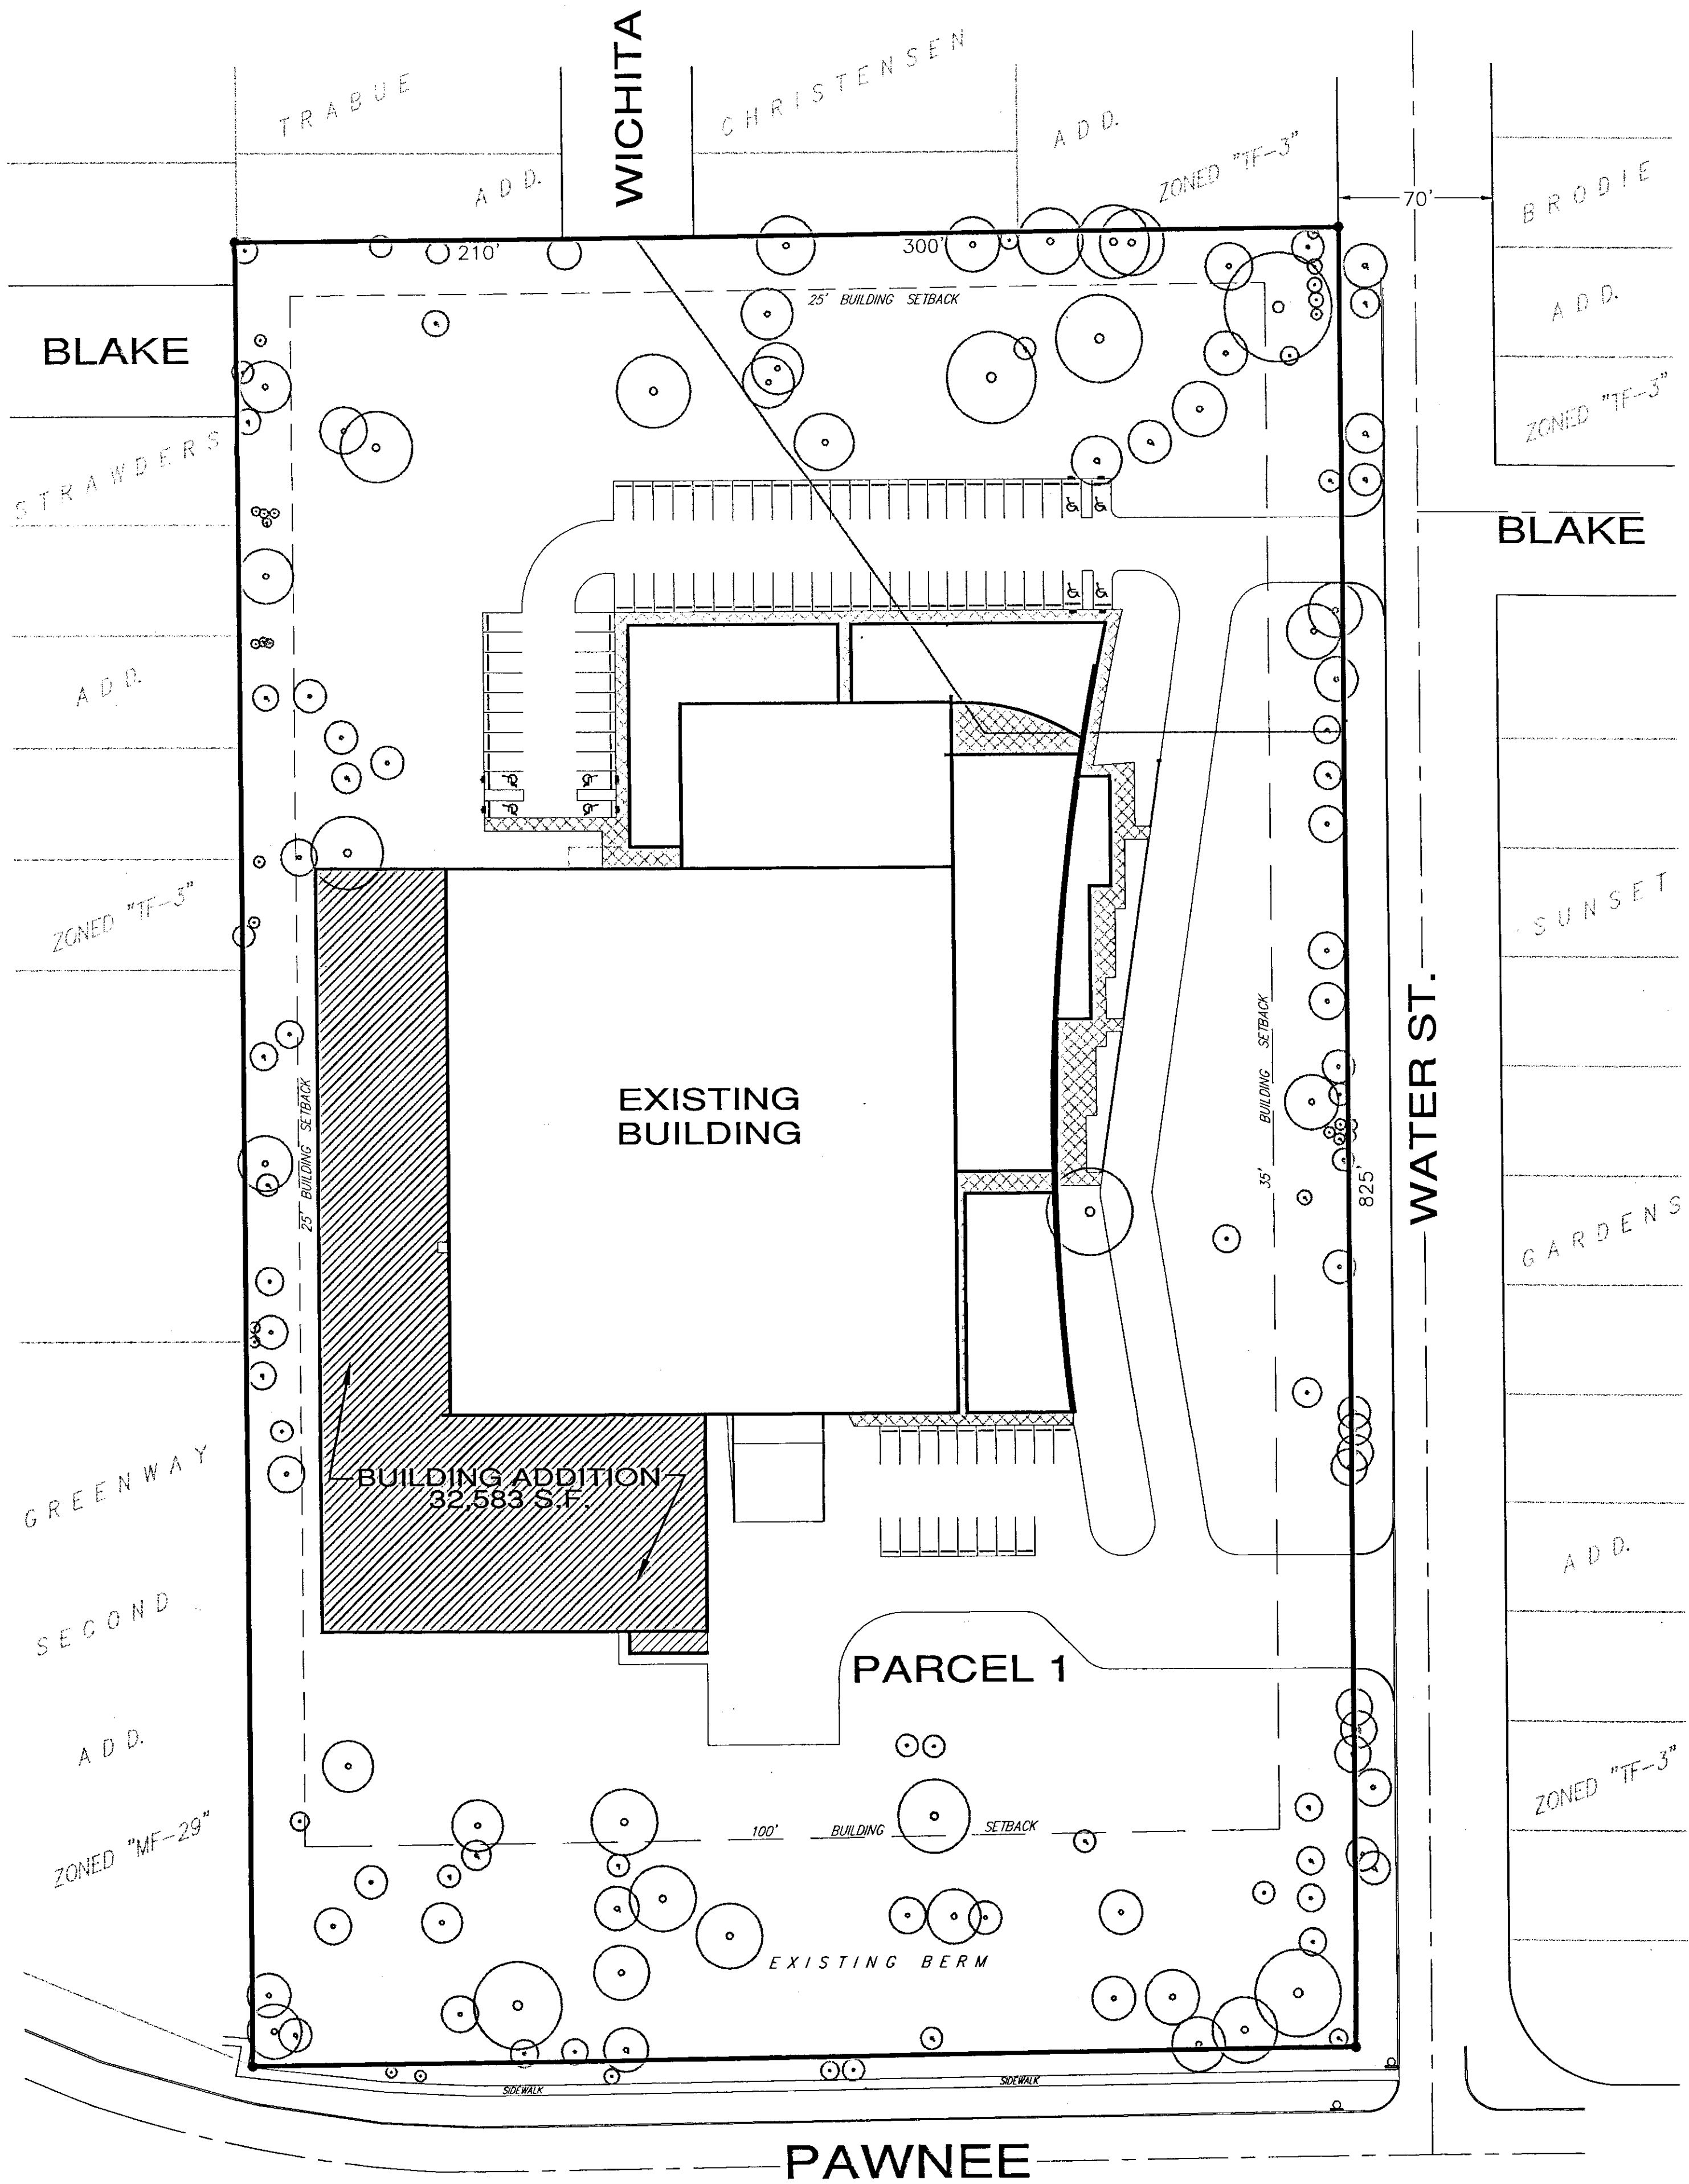 WICHITA
TRABUE
ADD.
CHRISTENSEN
ADD.
ZONED "TF-3"
70'
BRODIE
ADD.
ZONED "TF-3"
210'
300'
25' BUILDING SETBACK
BLAKE
STRAWDERS
ADD.
ZONED "TF-3"
BLAKE
SUNSET
GARDENS
ADD.
ZONED "TF-3"
WATER ST.
825'
35' BUILDING SETBACK
25' BUILDING SETBACK
EXISTING
BUILDING
BUILDING ADDITION
32,583 S.F.
GREENWAY
SECOND
ADD.
ZONED "MF-29"
PARCEL 1
100' BUILDING SETBACK
EXISTING BERM
SIDEWALK
SIDEWALK
PAWNEE